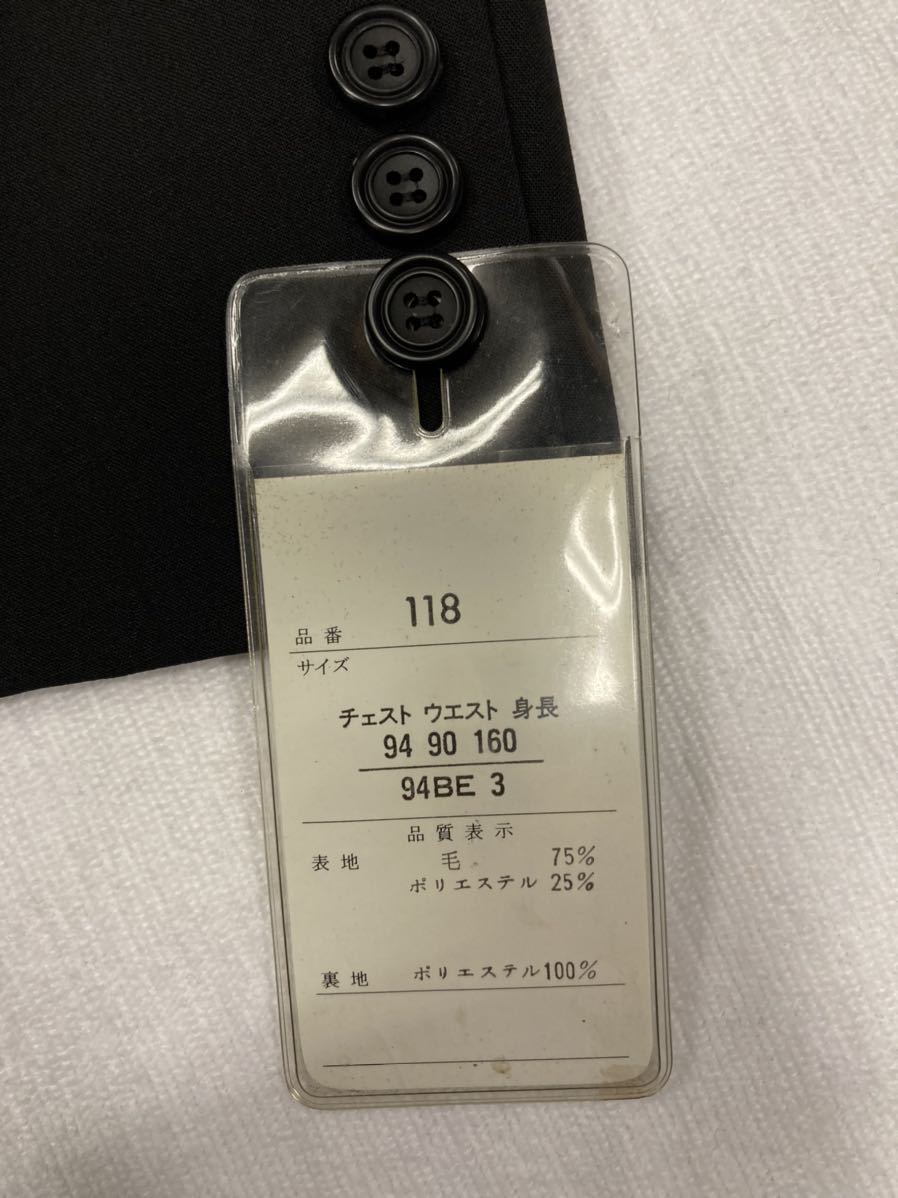 品番 118
サイズ
チェスト ウエスト 身長
94 90 160
94BE 3
品質表示
表地 毛 75%
ポリエステル 25%
裏地 ポリエステル100%